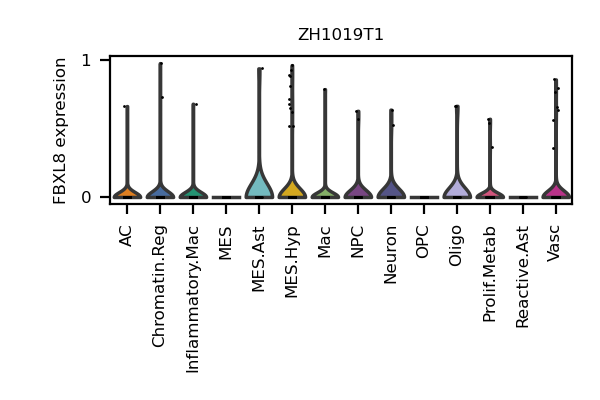 ZH1019T1
FBXL8 expression
1
0
AC
Chromatin.Reg
Inflammatory.Mac
MES
MES.Ast
MES.Hyp
Mac
NPC
Neuron
OPC
Oligo
Prolif.Metab
Reactive.Ast
Vasc